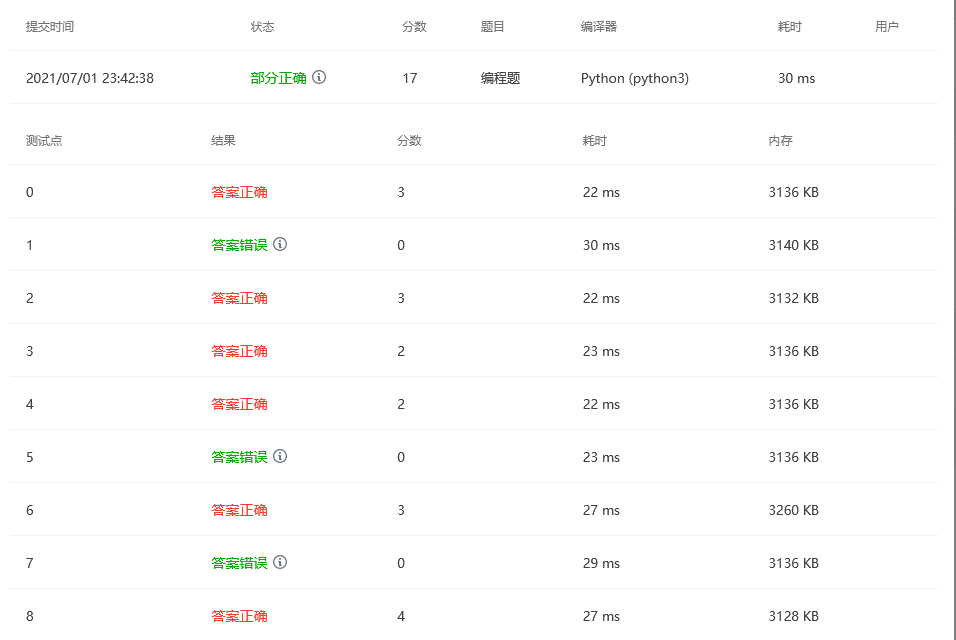 提交时间 状态 分数 题目 编译器 耗时 用户
2021/07/01 23:42:38 部分正确 17 编程题 Python (python3) 30 ms
测试点 结果 分数 耗时 内存
0 答案正确 3 22 ms 3136 KB
1 答案错误 0 30 ms 3140 KB
2 答案正确 3 22 ms 3132 KB
3 答案正确 2 23 ms 3136 KB
4 答案正确 2 22 ms 3136 KB
5 答案错误 0 23 ms 3136 KB
6 答案正确 3 27 ms 3260 KB
7 答案错误 0 29 ms 3136 KB
8 答案正确 4 27 ms 3128 KB